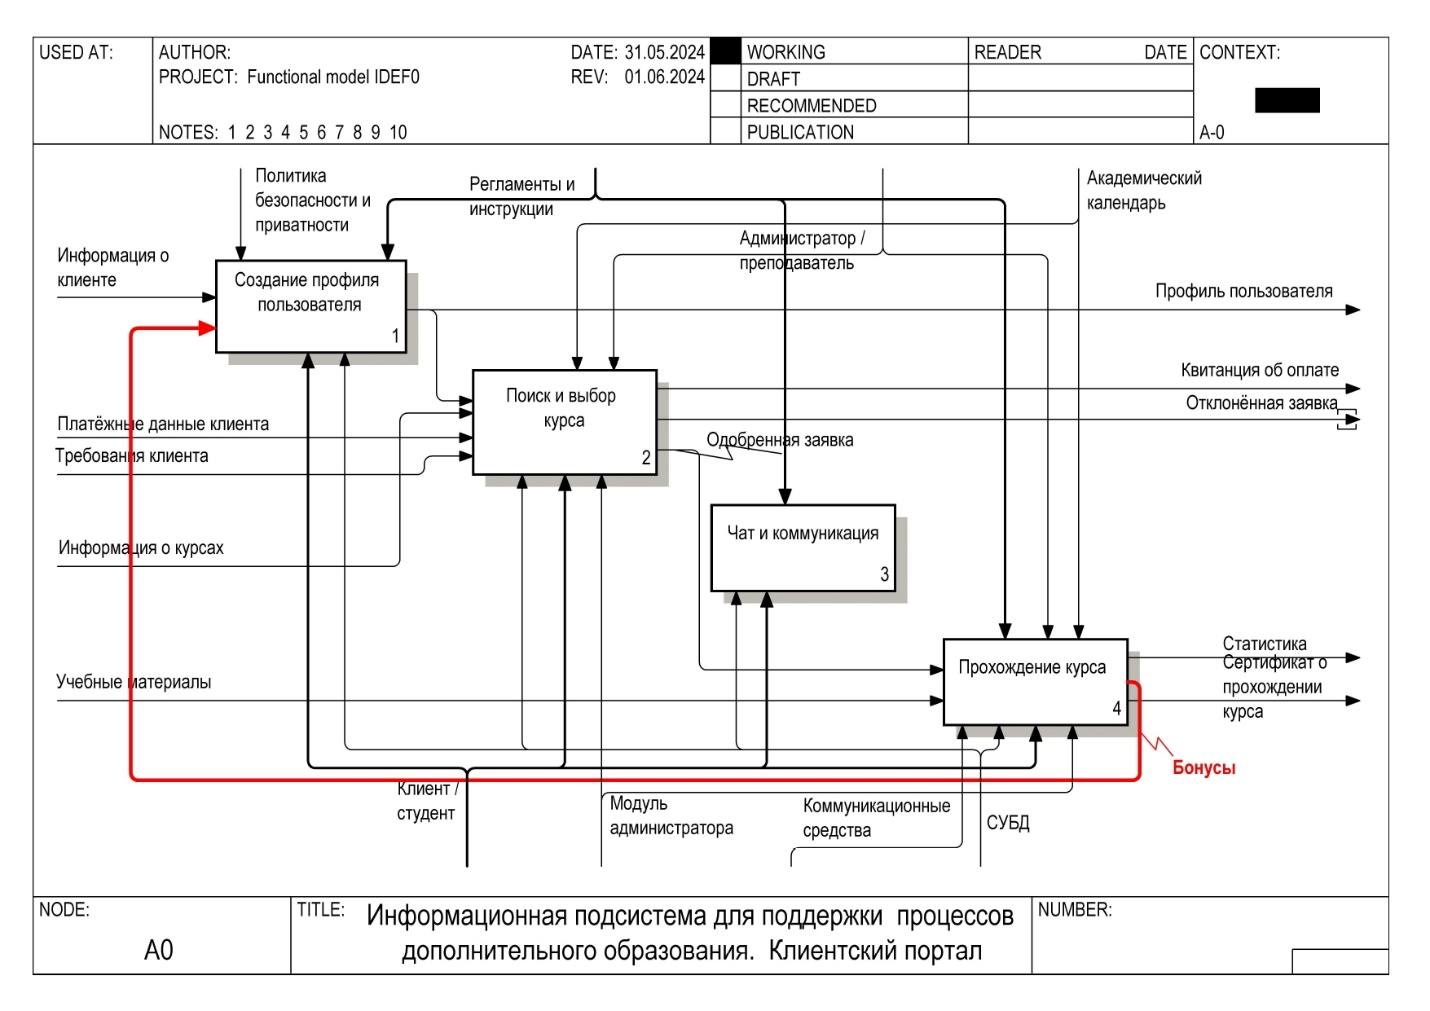 USED AT:
AUTHOR:
DATE: 31.05.2024
WORKING
READER
DATE
CONTEXT:
PROJECT: Functional model IDEF0
REV: 01.06.2024
DRAFT
RECOMMENDED
NOTES: 1 2 3 4 5 6 7 8 9 10
PUBLICATION
A-0
Политика
безопасности и
приватности
Регламенты и
инструкции
Академический
календарь
Администратор /
преподаватель
Информация о
клиенте
Создание профиля
пользователя
1
Профиль пользователя
Квитанция об оплате
Отклонённая заявка
Поиск и выбор
курса
2
Платёжные данные клиента
Требования клиента
Одобренная заявка
Информация о курсах
Чат и коммуникация
3
Учебные материалы
Прохождение курса
4
Статистика
Сертификат о
прохождении
курса
Бонусы
Клиент /
студент
Модуль
администратора
Коммуникационные
средства
СУБД
NODE:
A0
TITLE:
Информационная подсистема для поддержки процессов
дополнительного образования. Клиентский портал
NUMBER: